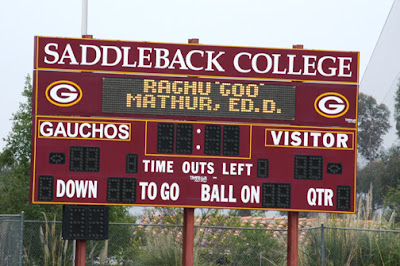 SADDLEBACK COLLEGE
RAGHU "GOO"
MATHUR, ED.D.
G
G
GAUCHOS
VISITOR
:
TIME OUTS LEFT
DOWN TO GO BALL ON QTR